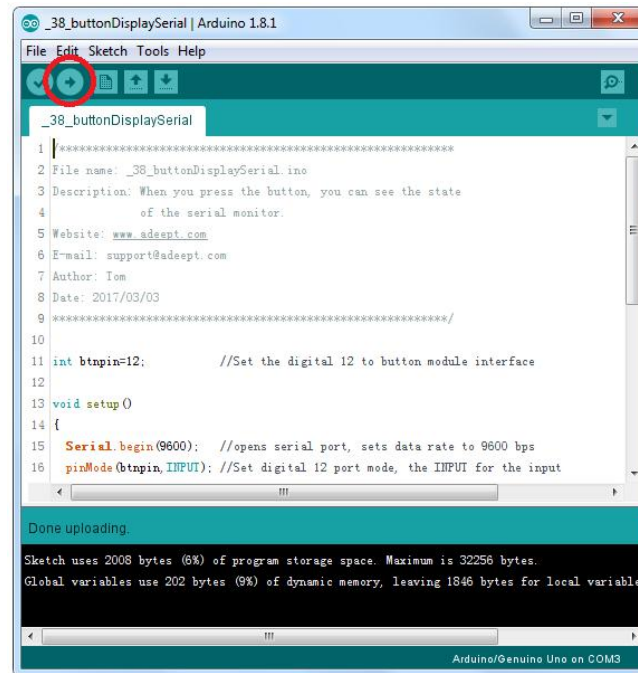 _38_buttonDisplaySerial | Arduino 1.8.1
File Edit Sketch Tools Help
_38_buttonDisplaySerial
1 /***********************************************************
2 File name: _38_buttonDisplaySerial.ino
3 Description: When you press the button, you can see the state
4 of the serial monitor.
5 Website: www.adeept.com
6 E-mail: support@adeept.com
7 Author: Tom
8 Date: 2017/03/03
9 ***********************************************************/
10
11 int btnpin=12; //Set the digital 12 to button module interface
12
13 void setup()
14 {
15 Serial.begin(9600); //opens serial port, sets data rate to 9600 bps
16 pinMode(btnpin,INPUT); //Set digital 12 port mode, the INPUT for the input
Done uploading.
Sketch uses 2008 bytes (6%) of program storage space. Maximum is 32256 bytes.
Global variables use 202 bytes (9%) of dynamic memory, leaving 1846 bytes for local variable
Arduino/Genuino Uno on COM3